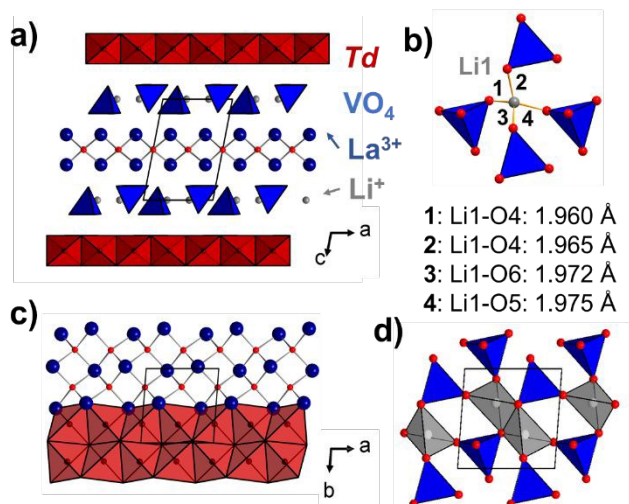 a)
Td
VO4
La3+
Li+
a
c
b)
Li1
1 2
3 4
1: Li1-O4: 1.960 Å
2: Li1-O4: 1.965 Å
3: Li1-O6: 1.972 Å
4: Li1-O5: 1.975 Å
c)
a
b
d)